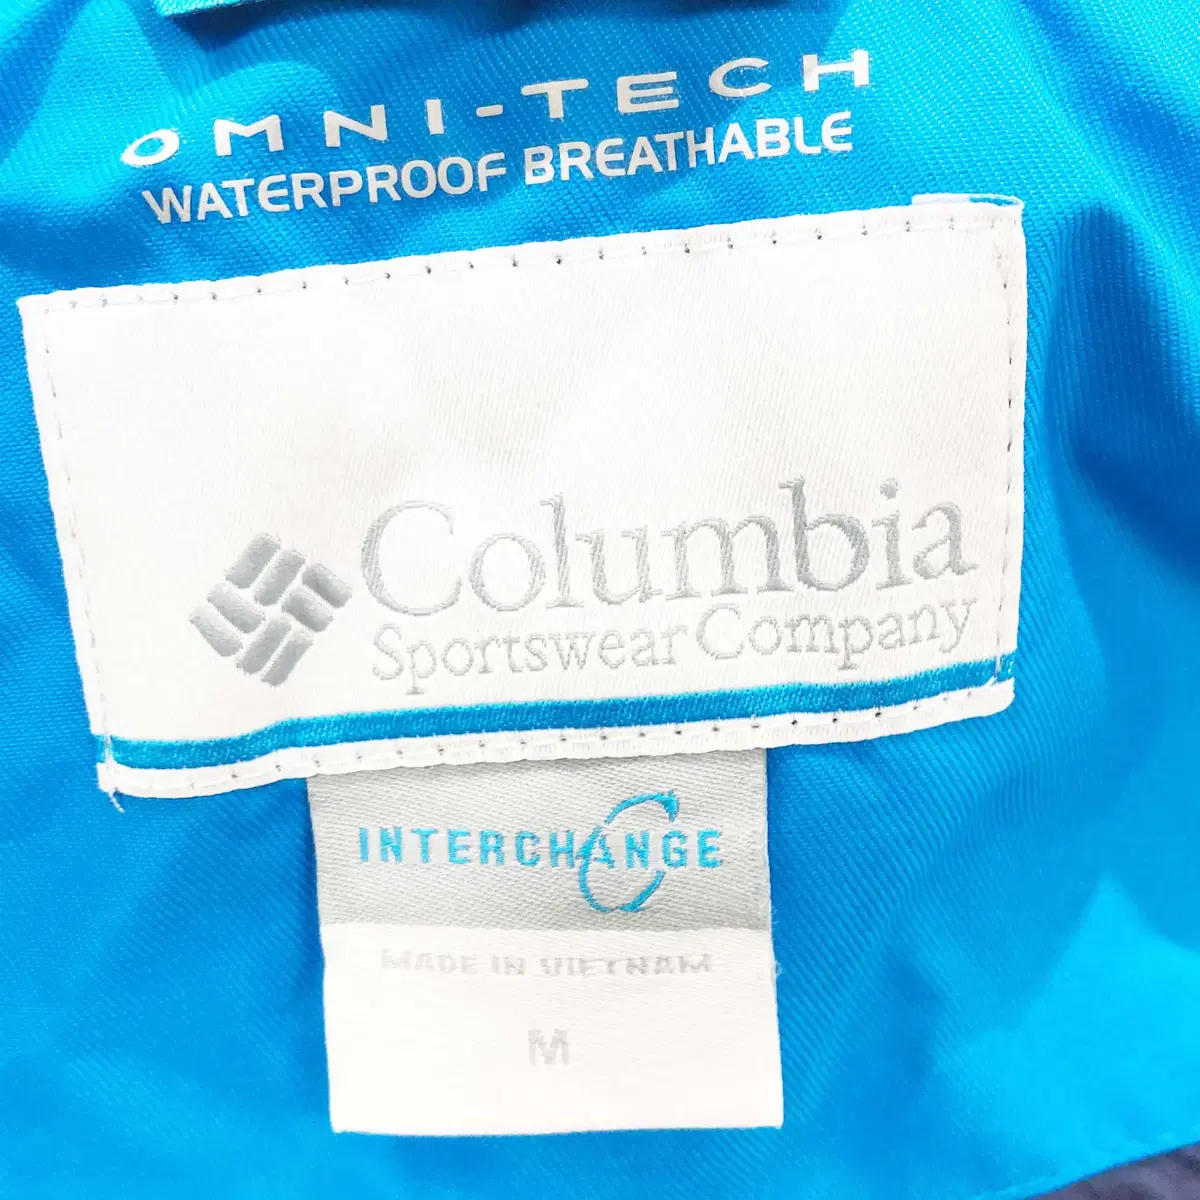 OMNI-TECH
WATERPROOF BREATHABLE
Columbia
Sportswear Company
INTERCHANGE
MADE IN VIETNAM
M